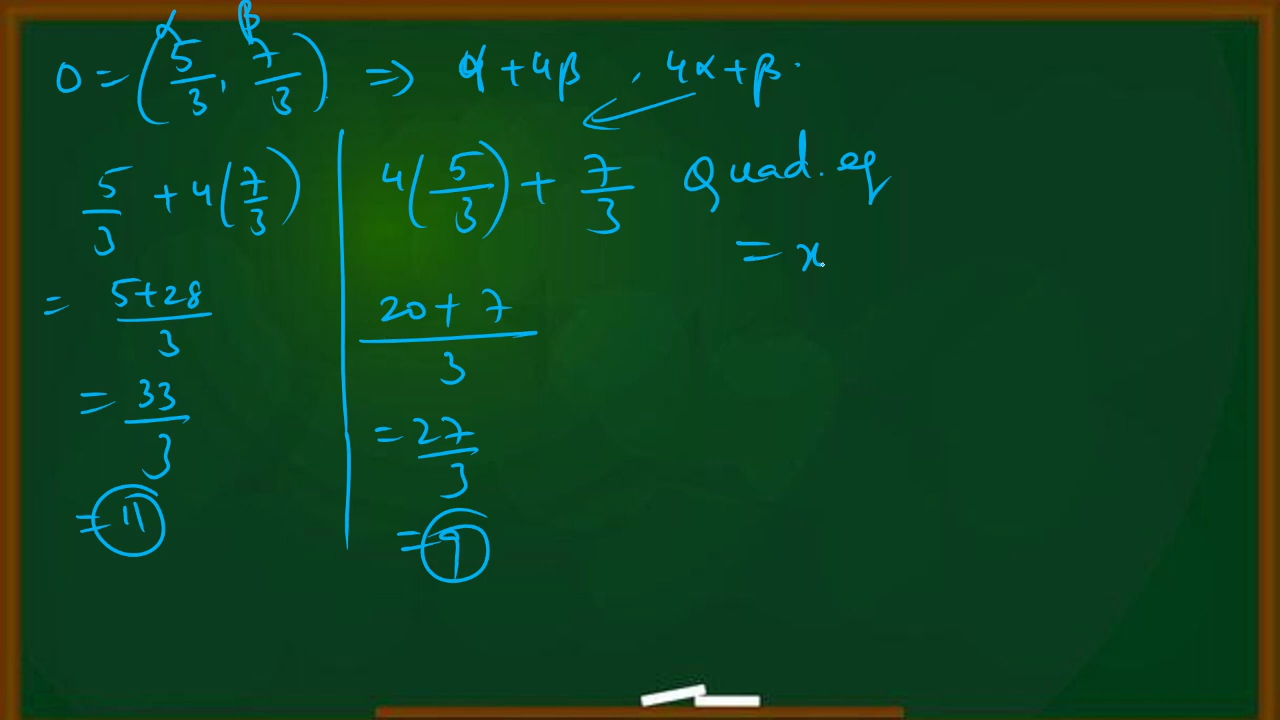 O = (5/3, 7/3) ⇒ α + 4β , 4α + β .
α β
5/3 + 4(7/3)
= 5+28/3
= 33/3
= 11
4(5/3) + 7/3
20 + 7/3
= 27/3
= 9
Quad. eq
= x